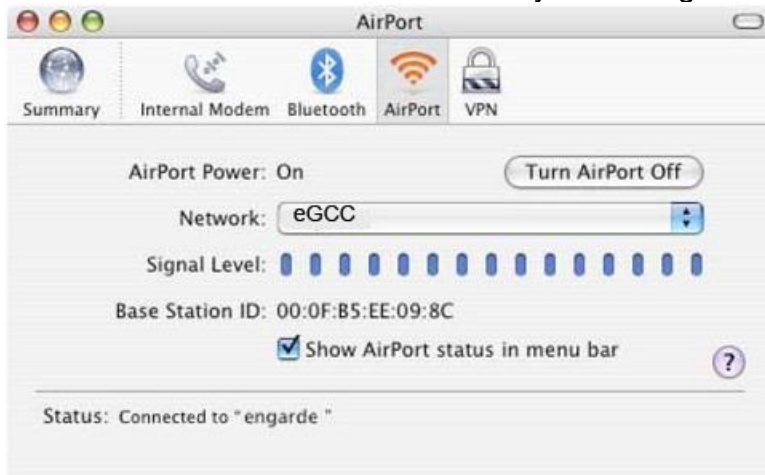 AirPort
Summary Internal Modem Bluetooth AirPort VPN
AirPort Power: On Turn AirPort Off
Network: eGCC
Signal Level:
Base Station ID: 00:0F:B5:EE:09:8C
Show AirPort status in menu bar ?
Status: Connected to "engarde "